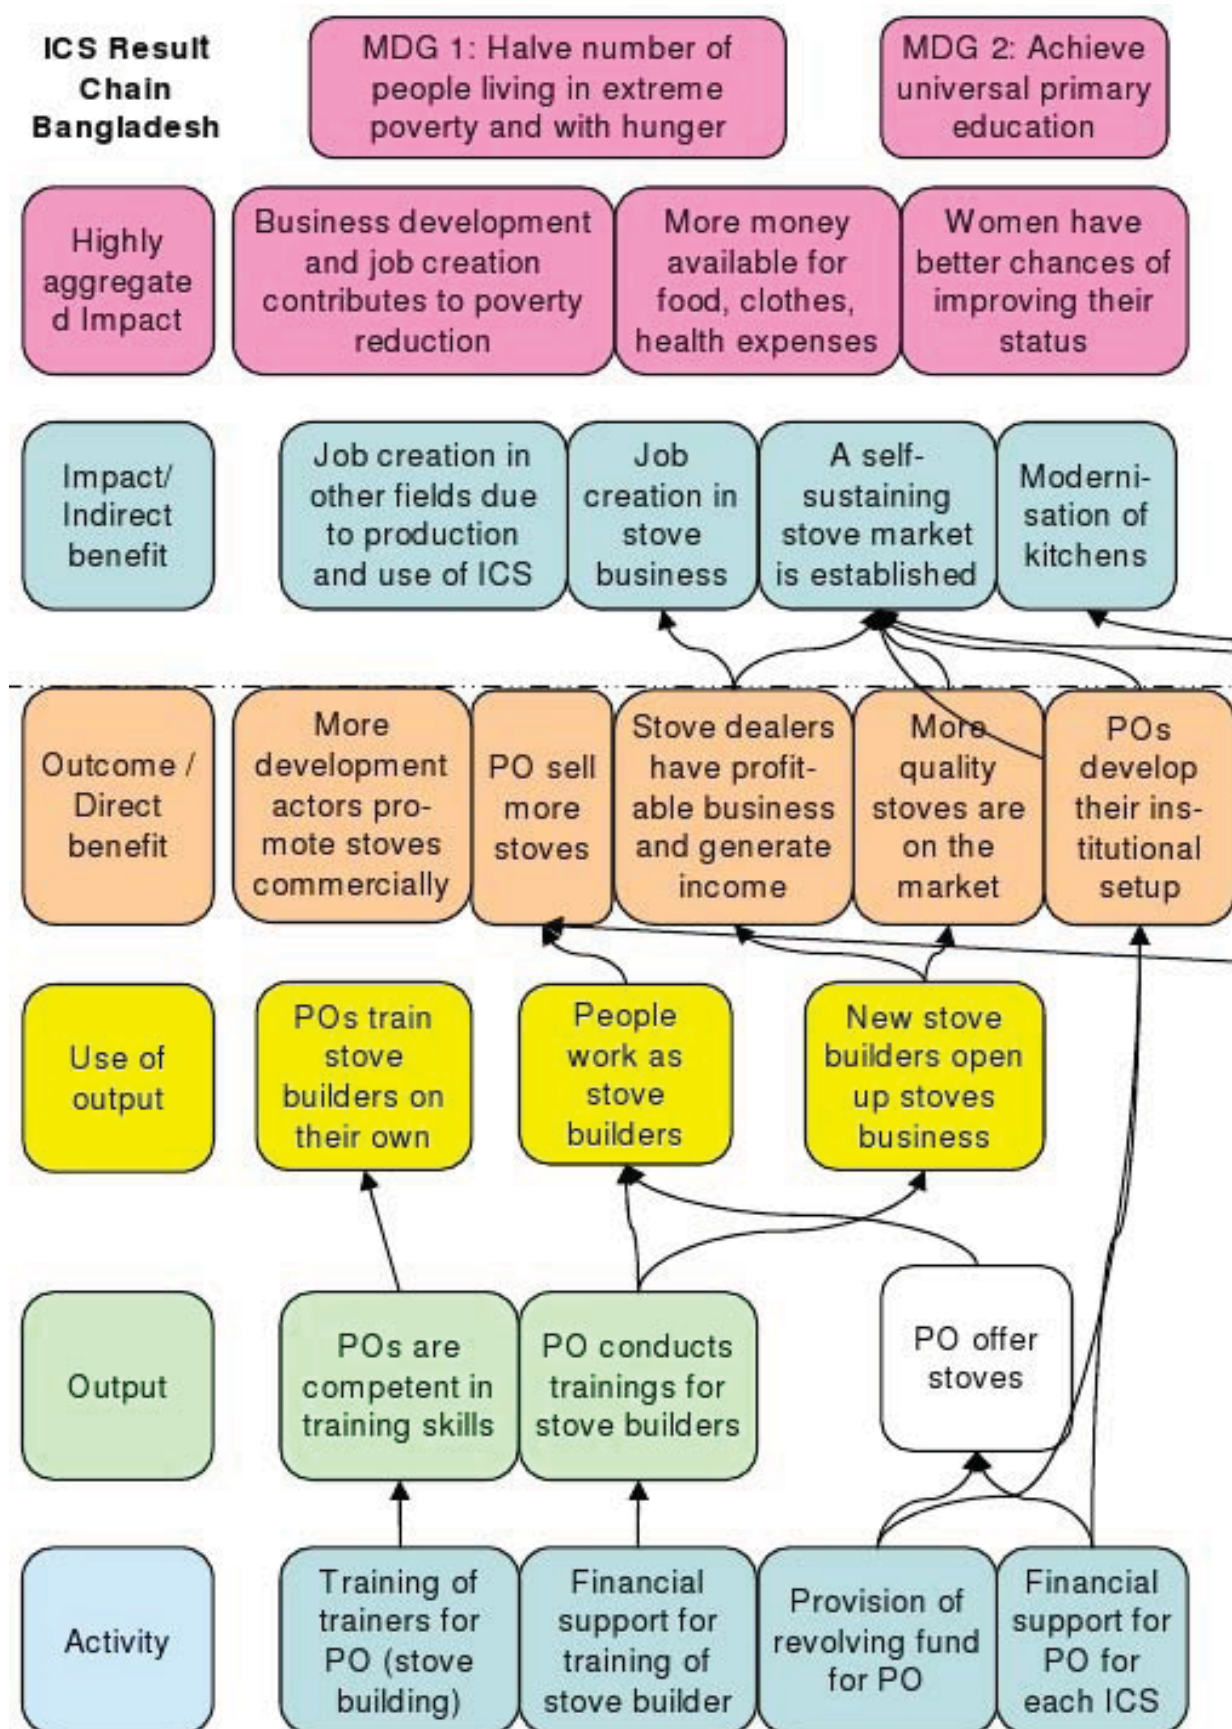 ICS Result
Chain
Bangladesh
MDG 1: Halve number of
people living in extreme
poverty and with hunger
MDG 2: Achieve
universal primary
education
Highly
aggregate
d Impact
Business development
and job creation
contributes to poverty
reduction
More money
available for
food, clothes,
health expenses
Women have
better chances of
improving their
status
Impact/
Indirect
benefit
Job creation in
other fields due
to production
and use of ICS
Job
creation in
stove
business
A self-
sustaining
stove market
is established
Moderni-
sation of
kitchens
Outcome /
Direct
benefit
More
development
actors pro-
mote stoves
commercially
PO sell
more
stoves
Stove dealers
have profit-
able business
and generate
income
More
quality
stoves are
on the
market
POs
develop
their ins-
titutional
setup
Use of
output
POs train
stove
builders on
their own
People
work as
stove
builders
New stove
builders open
up stoves
business
Output
POs are
competent in
training skills
PO conducts
trainings for
stove builders
PO offer
stoves
Activity
Training of
trainers for
PO (stove
building)
Financial
support for
training of
stove builder
Provision of
revolving fund
for PO
Financial
support for
PO for
each ICS